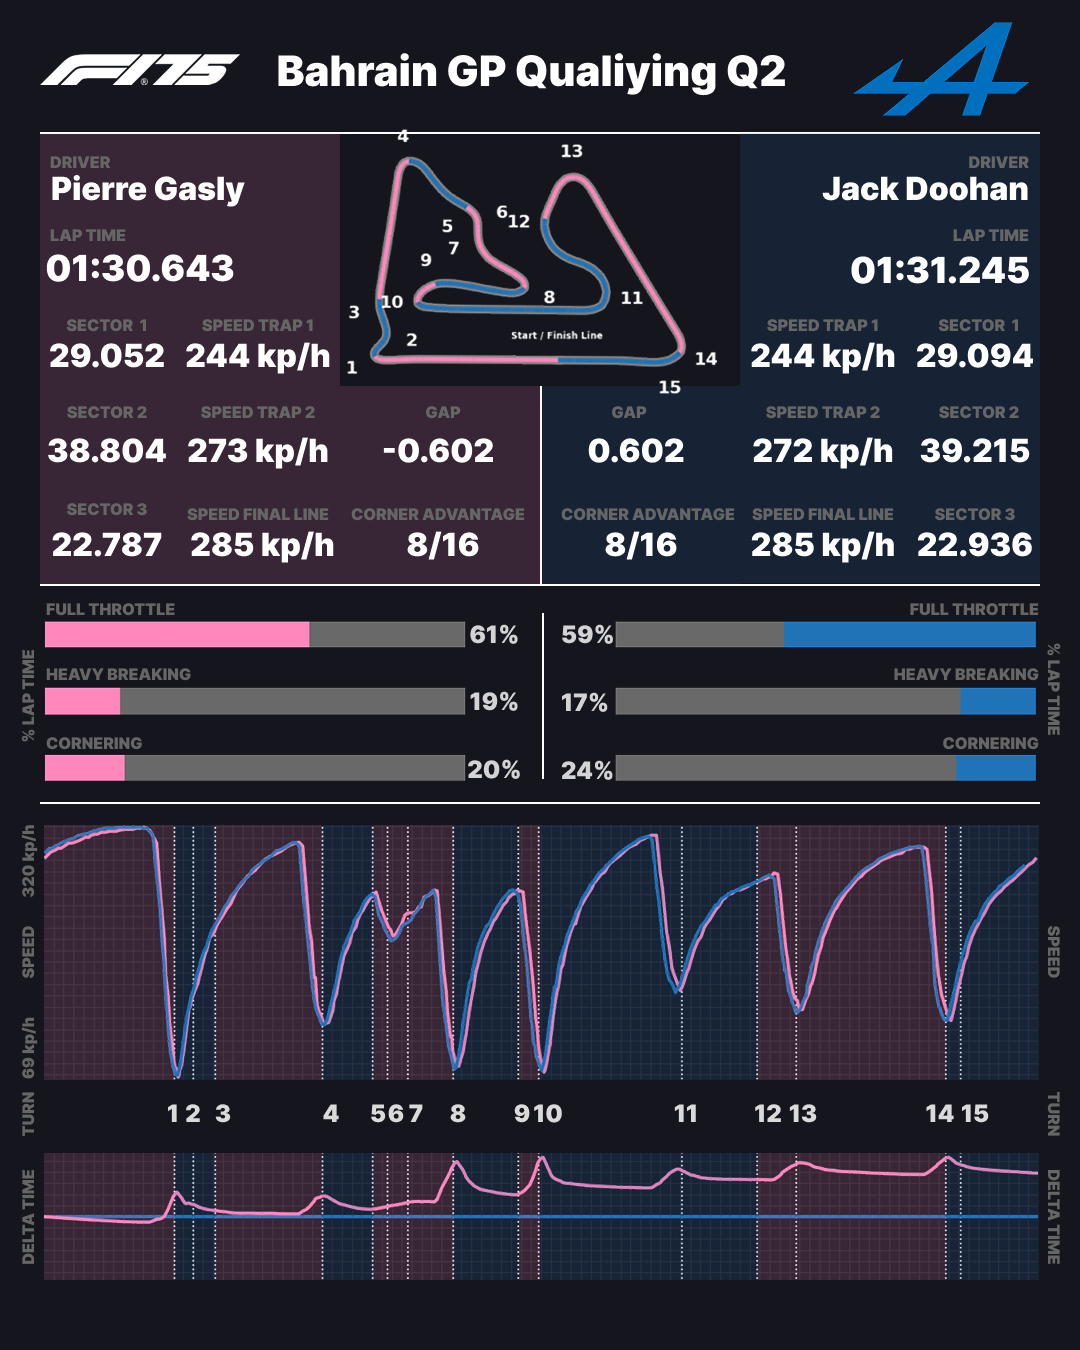 F1®75
Bahrain GP Qualiying Q2
DRIVER
Pierre Gasly
LAP TIME
01:30.643
SECTOR 1 SPEED TRAP 1
29.052 244 kp/h
SECTOR 2 SPEED TRAP 2 GAP
38.804 273 kp/h -0.602
SECTOR 3 SPEED FINAL LINE CORNER ADVANTAGE
22.787 285 kp/h 8/16
4
13
6 12
5
7
9
10
8
11
3
2
Start / Finish Line
1
14
15
DRIVER
Jack Doohan
LAP TIME
01:31.245
SPEED TRAP 1 SECTOR 1
244 kp/h 29.094
GAP SPEED TRAP 2 SECTOR 2
0.602 272 kp/h 39.215
CORNER ADVANTAGE SPEED FINAL LINE SECTOR 3
8/16 285 kp/h 22.936
% LAP TIME
FULL THROTTLE
61%
HEAVY BREAKING
19%
CORNERING
20%
FULL THROTTLE
59%
HEAVY BREAKING
17%
CORNERING
24%
% LAP TIME
320 kp/h
SPEED
69 kp/h
SPEED
TURN
1 2 3 4 5 6 7 8 9 10 11 12 13 14 15
TURN
DELTA TIME
DELTA TIME